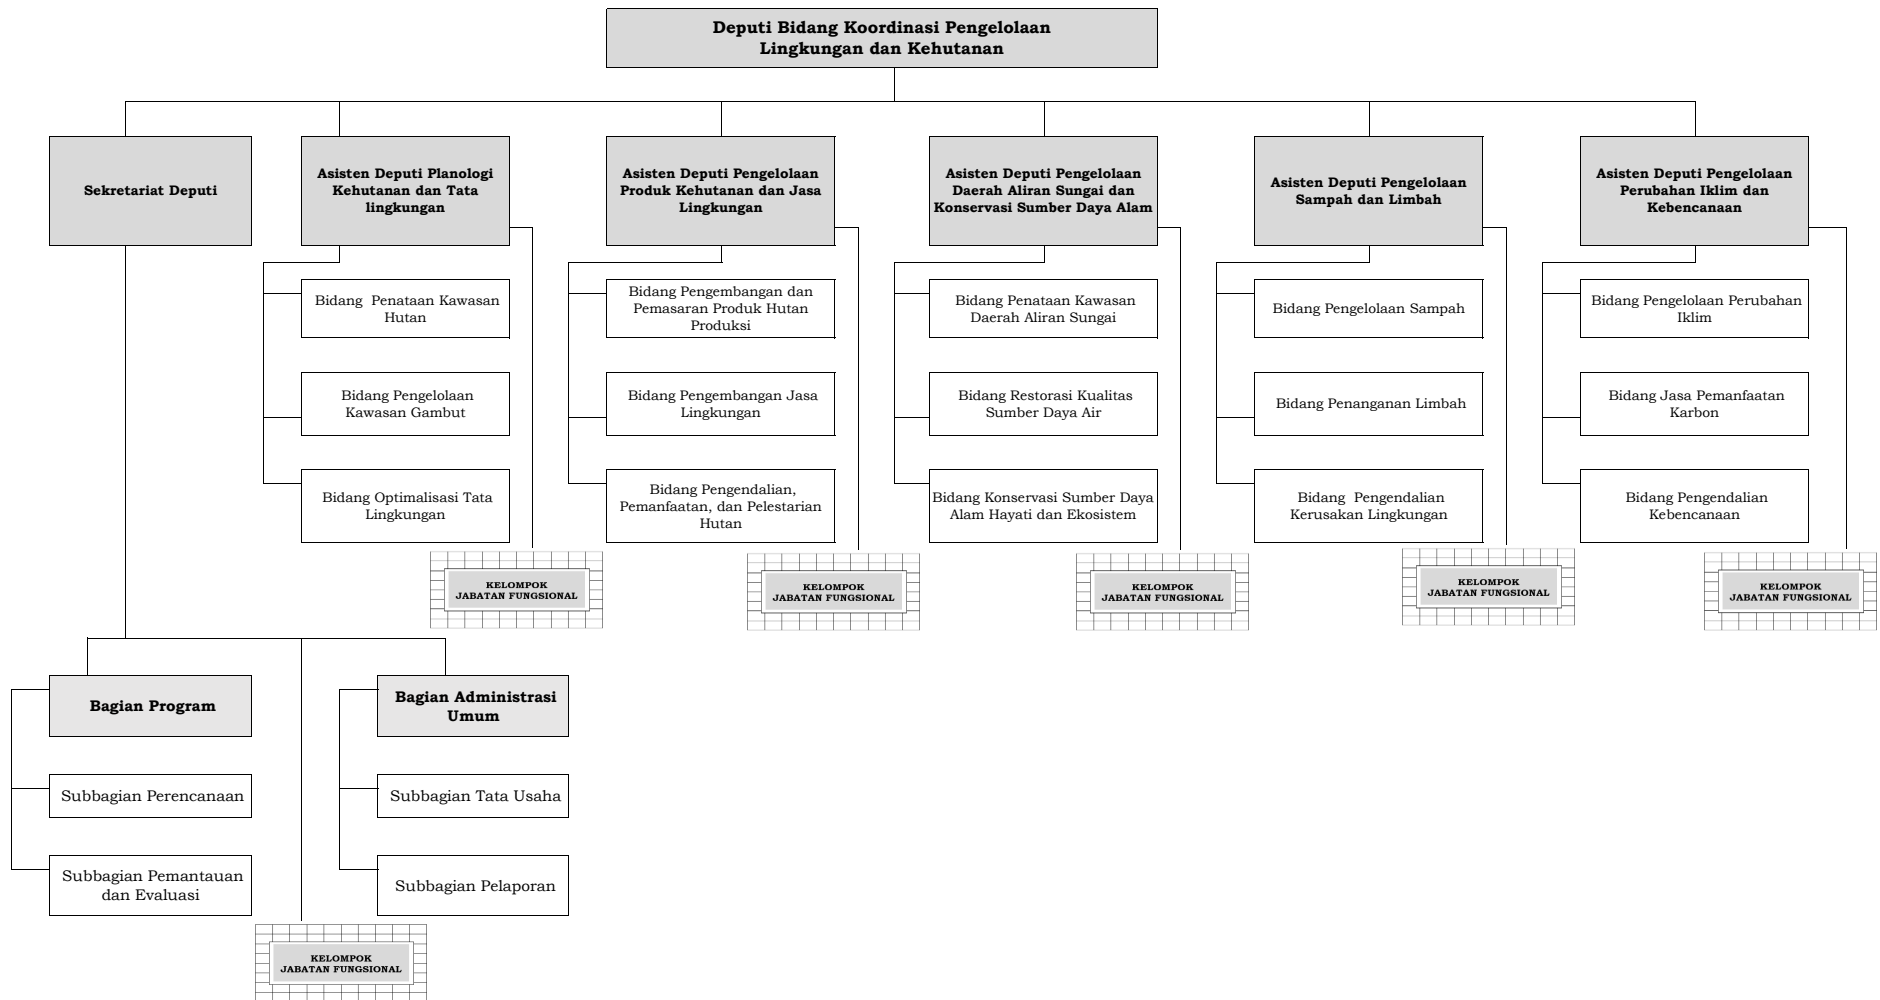 Deputi Bidang Koordinasi Pengelolaan
Lingkungan dan Kehutanan
Sekretariat Deputi
Asisten Deputi Planologi
Kehutanan dan Tata
lingkungan
Asisten Deputi Pengelolaan
Produk Kehutanan dan Jasa
Lingkungan
Asisten Deputi Pengelolaan
Daerah Aliran Sungai dan
Konservasi Sumber Daya Alam
Asisten Deputi Pengelolaan
Sampah dan Limbah
Asisten Deputi Pengelolaan
Perubahan Iklim dan
Kebencanaan
Bidang  Penataan Kawasan
Hutan
Bidang Pengembangan dan
Pemasaran Produk Hutan
Produksi
Bidang Penataan Kawasan
Daerah Aliran Sungai
Bidang Pengelolaan Sampah
Bidang Pengelolaan Perubahan
Iklim
Bidang Pengelolaan
Kawasan Gambut
Bidang Pengembangan Jasa
Lingkungan
Bidang Restorasi Kualitas
Sumber Daya Air
Bidang Penanganan Limbah
Bidang Jasa Pemanfaatan
Karbon
Bidang Optimalisasi Tata
Lingkungan
Bidang Pengendalian,
Pemanfaatan, dan Pelestarian
Hutan
Bidang Konservasi Sumber Daya
Alam Hayati dan Ekosistem
Bidang  Pengendalian
Kerusakan Lingkungan
Bidang Pengendalian
Kebencanaan
KELOMPOK
JABATAN FUNGSIONAL
KELOMPOK
JABATAN FUNGSIONAL
KELOMPOK
JABATAN FUNGSIONAL
KELOMPOK
JABATAN FUNGSIONAL
KELOMPOK
JABATAN FUNGSIONAL
Bagian Program
Bagian Administrasi
Umum
Subbagian Perencanaan
Subbagian Tata Usaha
Subbagian Pemantauan
dan Evaluasi
Subbagian Pelaporan
KELOMPOK
JABATAN FUNGSIONAL